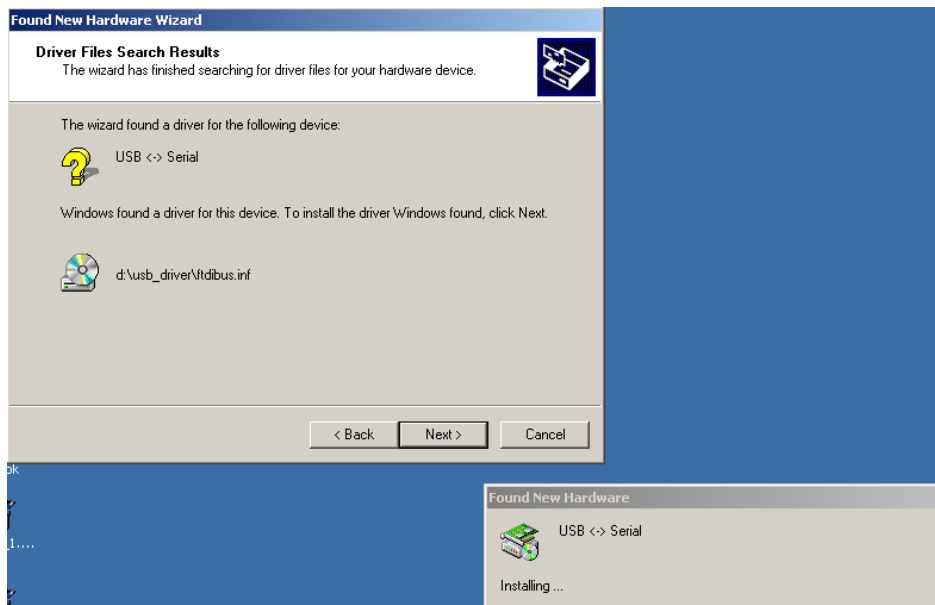 Found New Hardware Wizard
Driver Files Search Results
The wizard has finished searching for driver files for your hardware device.
The wizard found a driver for the following device:
USB <-> Serial
Windows found a driver for this device. To install the driver Windows found, click Next.
d:\usb_driver\ftdibus.inf
< Back
Next >
Cancel
ok
_1....
Found New Hardware
USB <-> Serial
Installing ...